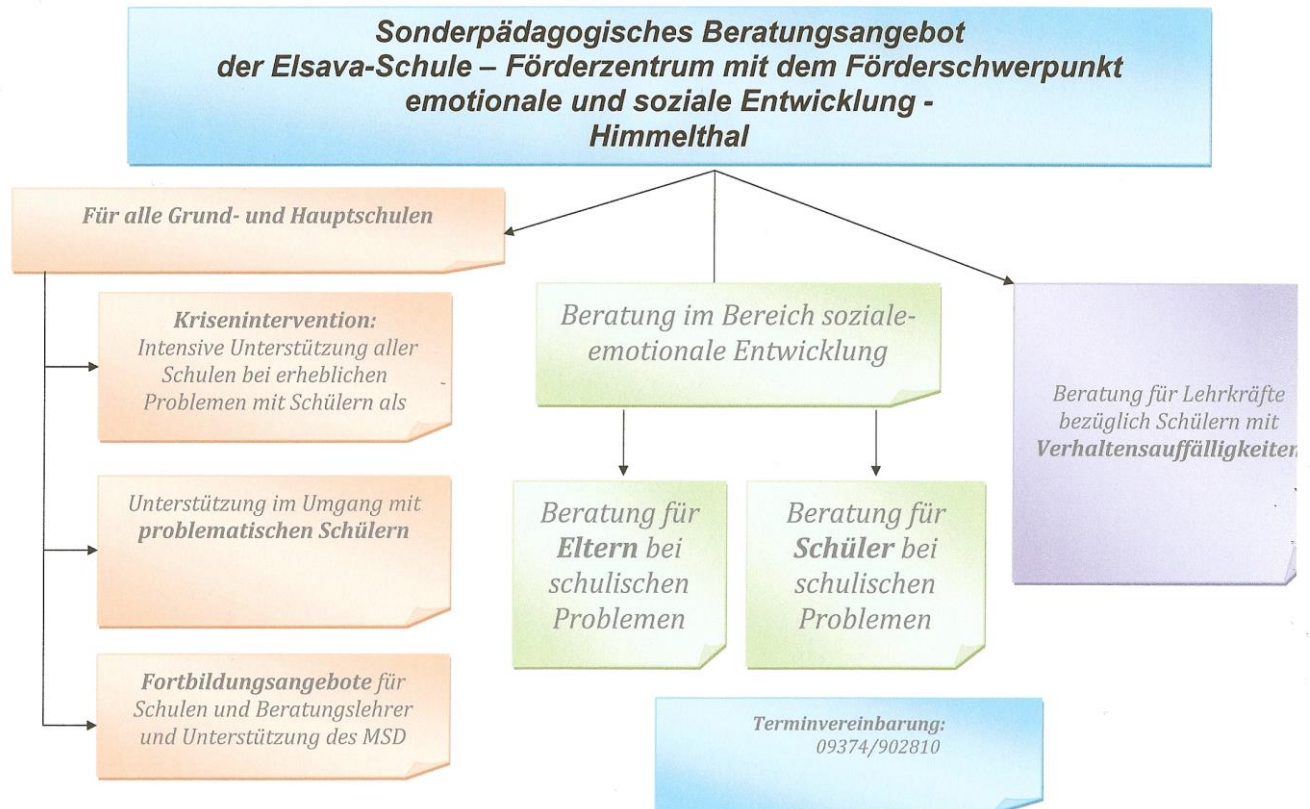 Sonderpädagogisches Beratungsangebot
der Elsava-Schule – Förderzentrum mit dem Förderschwerpunkt
emotionale und soziale Entwicklung -
Himmelthal
Für alle Grund- und Hauptschulen
Krisenintervention:
Intensive Unterstützung aller
Schulen bei erheblichen
Problemen mit Schülern als
Unterstützung im Umgang mit
problematischen Schülern
Fortbildungsangebote für
Schulen und Beratungslehrer
und Unterstützung des MSD
Beratung im Bereich soziale-
emotionale Entwicklung
Beratung für
Eltern bei
schulischen
Problemen
Beratung für
Schüler bei
schulischen
Problemen
Beratung für Lehrkräfte
bezüglich Schülern mit
Verhaltensauffälligkeiten
Terminvereinbarung:
09374/902810